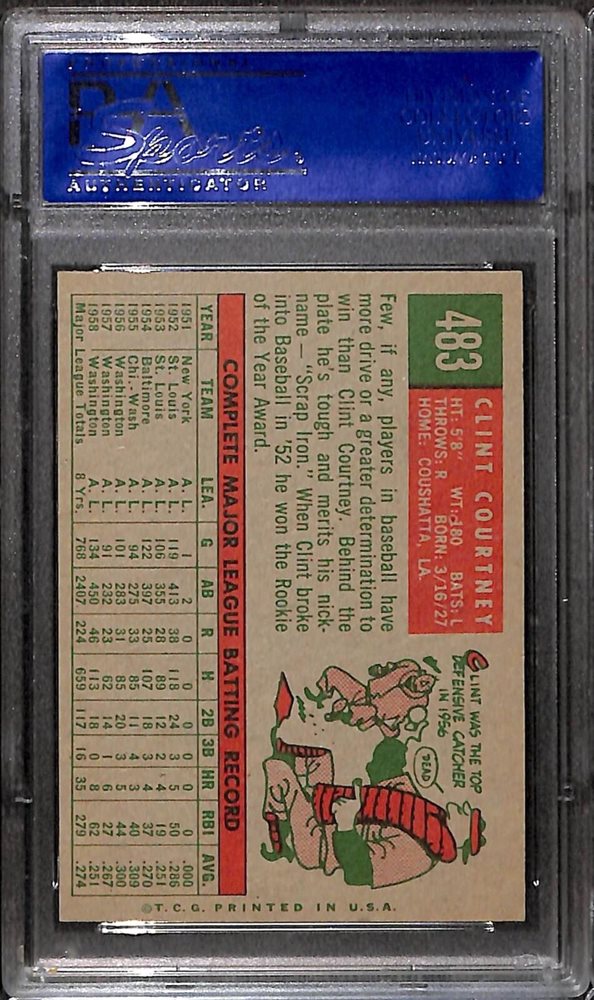 PSA
Sports.
AUTHENTICATOR
483
CLINT COURTNEY
HT: 5'8" WT: 180 BATS: L
THROWS: R BORN: 3/16/27
HOME: COUSHATTA, LA.
Few, if any, players in baseball have
more drive or a greater determination to
win than Clint Courtney. Behind the
plate he's tough and merits his nick-
name — "Scrap Iron." When Clint broke
into Baseball in '52 he won the Rookie
of the Year Award.
CLINT WAS THE TOP
DEFENSIVE CATCHER
IN 1956
DEAD
COMPLETE MAJOR LEAGUE BATTING RECORD
YEAR TEAM LEA. G AB R H 2B 3B HR RBI AVG.
1951 New York A. L. 1 2 0 0 0 0 0 0 .000
1952 St. Louis A. L. 119 413 38 118 24 3 5 50 .286
1953 St. Louis A. L. 106 355 28 89 12 2 4 19 .251
1954 Baltimore A. L. 122 397 25 107 18 3 4 37 .270
1955 Chi.-Wash A. L. 94 275 33 85 11 4 3 40 .309
1956 Washington A. L. 101 283 31 85 20 3 5 44 .300
1957 Washington A. L. 91 232 23 62 14 1 6 27 .267
1958 Washington A. L. 134 450 46 113 18 0 8 62 .251
Major League Totals 8 Yrs. 768 2407 224 659 117 16 35 279 .274
©T.C.G. PRINTED IN U.S.A.